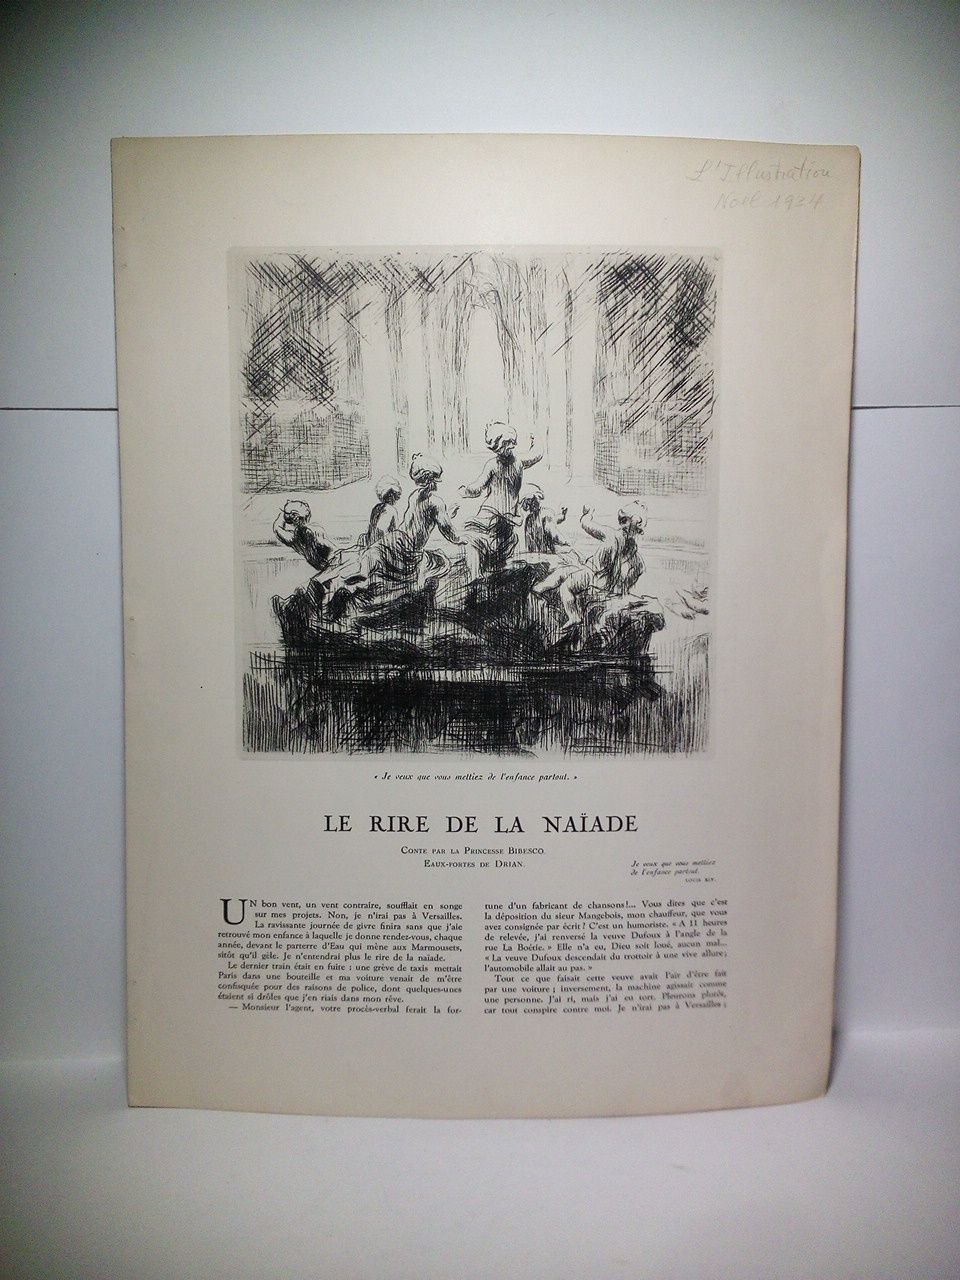 L'Illustration
Noël 1934
« Je veux que vous mettiez de l'enfance partout. »
LE RIRE DE LA NAÏADE
CONTE PAR LA PRINCESSE BIBESCO.
EAUX-FORTES DE DRIAN.
Je veux que vous mettiez
de l'enfance partout.
LOUIS XIV.
UN bon vent, un vent contraire, soufflait en songe
sur mes projets. Non, je n'irai pas à Versailles.
La ravissante journée de givre finira sans que j'aie
retrouvé mon enfance à laquelle je donne rendez-vous, chaque
année, devant le parterre d'Eau qui mène aux Marmousets,
sitôt qu'il gèle. Je n'entendrai plus le rire de la naïade.
Le dernier train était en fuite : une grève de taxis mettait
Paris dans une bouteille et ma voiture venait de m'être
confisquée pour des raisons de police, dont quelques-unes
étaient si drôles que j'en riais dans mon rêve.
— Monsieur l'agent, votre procès-verbal ferait la for-
tune d'un fabricant de chansons!... Vous dites que c'est
la déposition du sieur Mangebois, mon chauffeur, que vous
avez consignée par écrit ? C'est un humoriste. « A 11 heures
de relevée, j'ai renversé la veuve Dufoux à l'angle de la
rue La Boétie. » Elle n'a eu, Dieu soit loué, aucun mal...
« La veuve Dufoux descendait du trottoir à une vive allure;
l'automobile allait au pas. »
Tout ce que faisait cette veuve avait l'air d'être fait
par une voiture ; inversement, la machine agissait comme
une personne. J'ai ri, mais j'ai eu tort. Pleurons plutôt,
car tout conspire contre moi. Je n'irai pas à Versailles ;